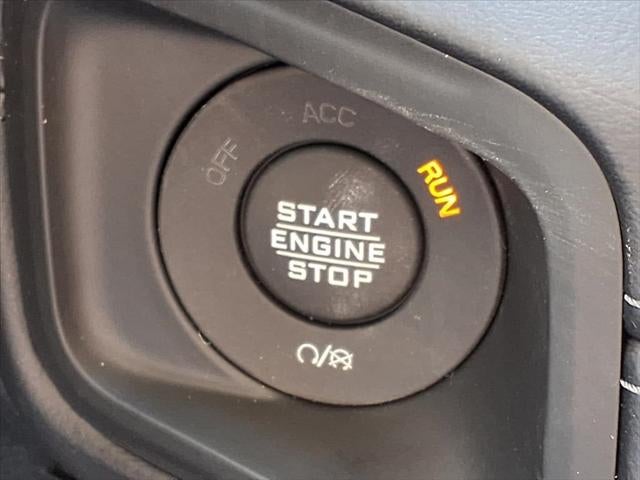 ACC
OFF
RUN
START
ENGINE
STOP